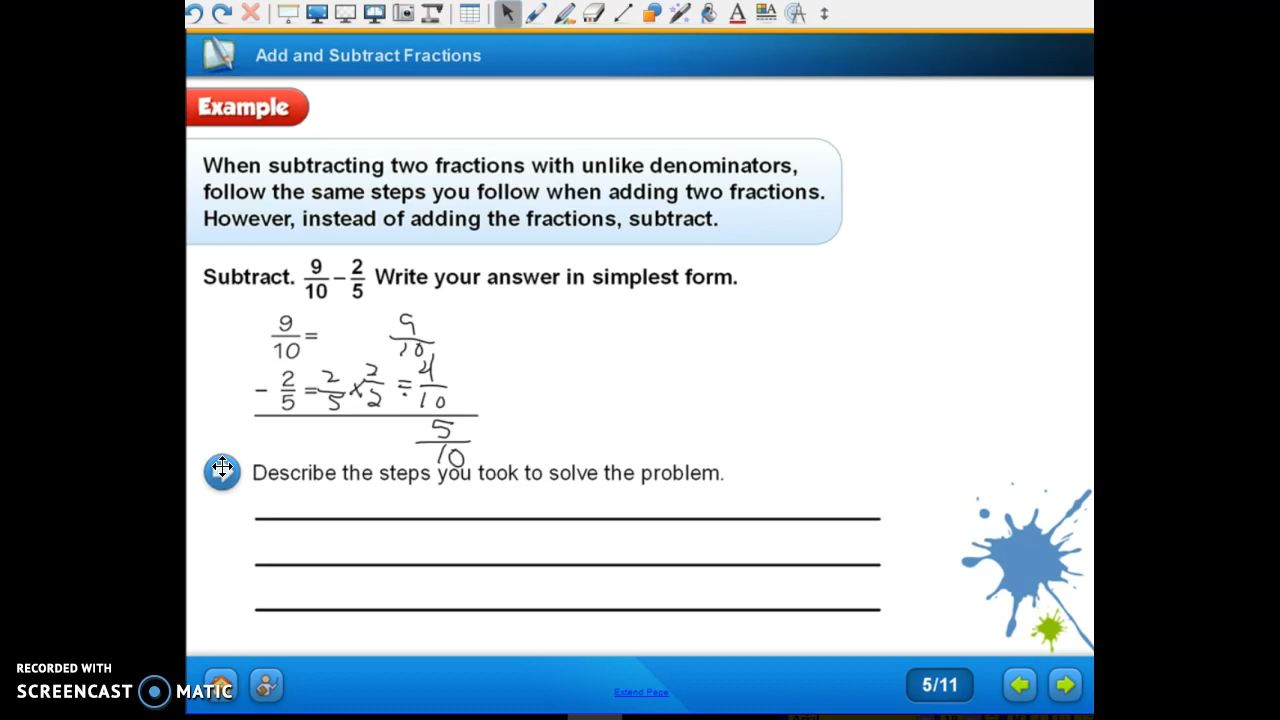 Add and Subtract Fractions
Example
When subtracting two fractions with unlike denominators,
follow the same steps you follow when adding two fractions.
However, instead of adding the fractions, subtract.
Subtract. 9/10 − 2/5 Write your answer in simplest form.
9/10 = 9/10
− 2/5 = 2/5 × 2/2 = 4/10
5/10
Describe the steps you took to solve the problem.
RECORDED WITH
SCREENCAST MATIC
Extend Page
5/11